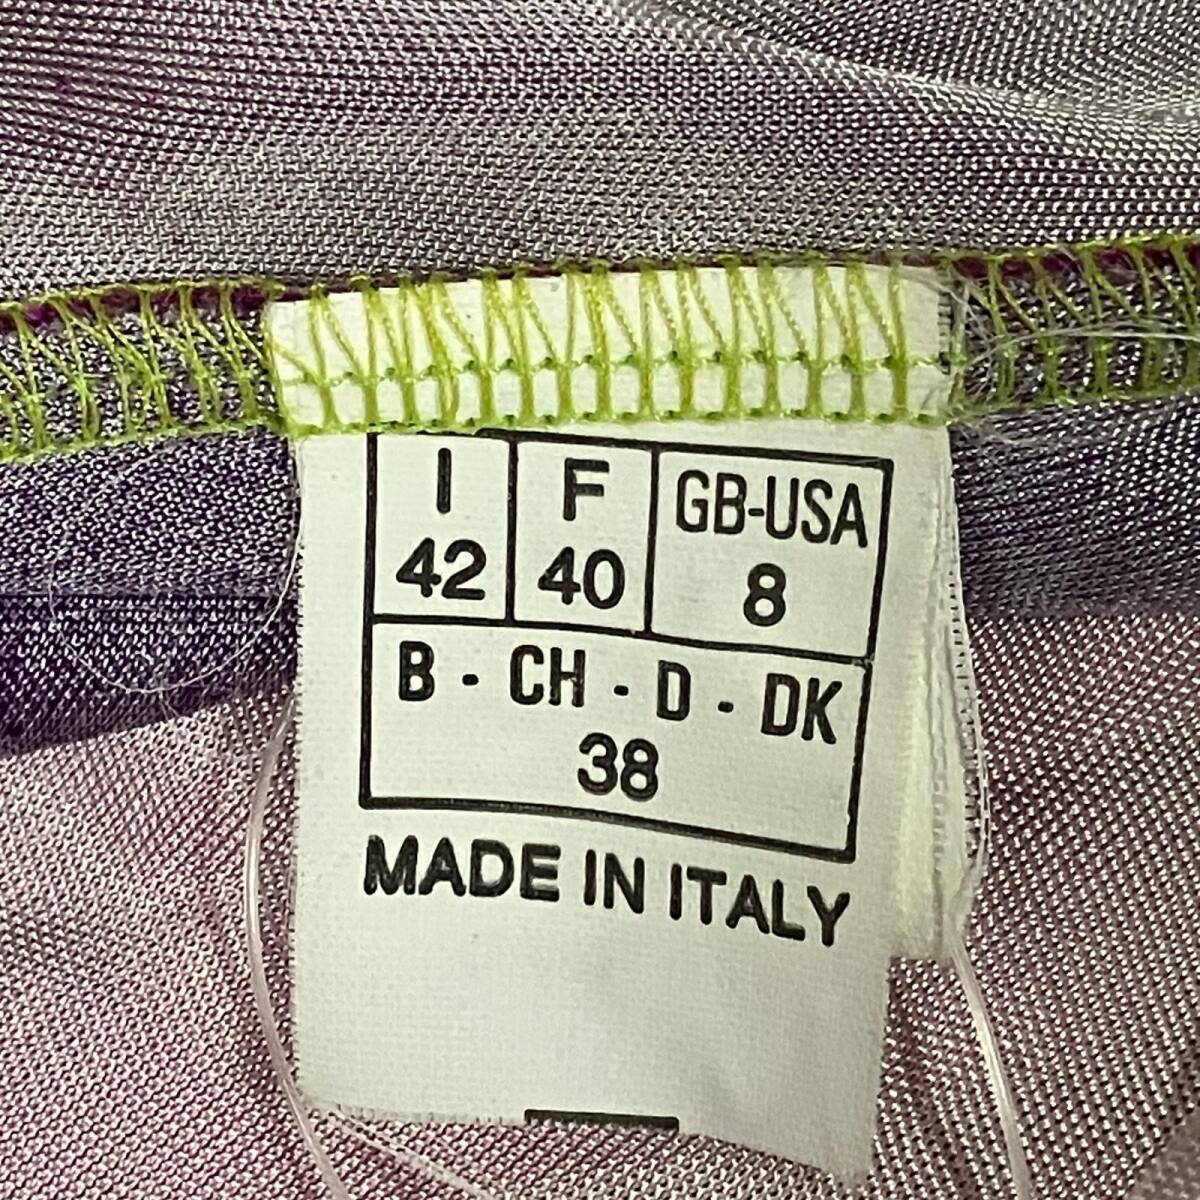 I F GB-USA
42 40 8
B - CH - D - DK
38
MADE IN ITALY